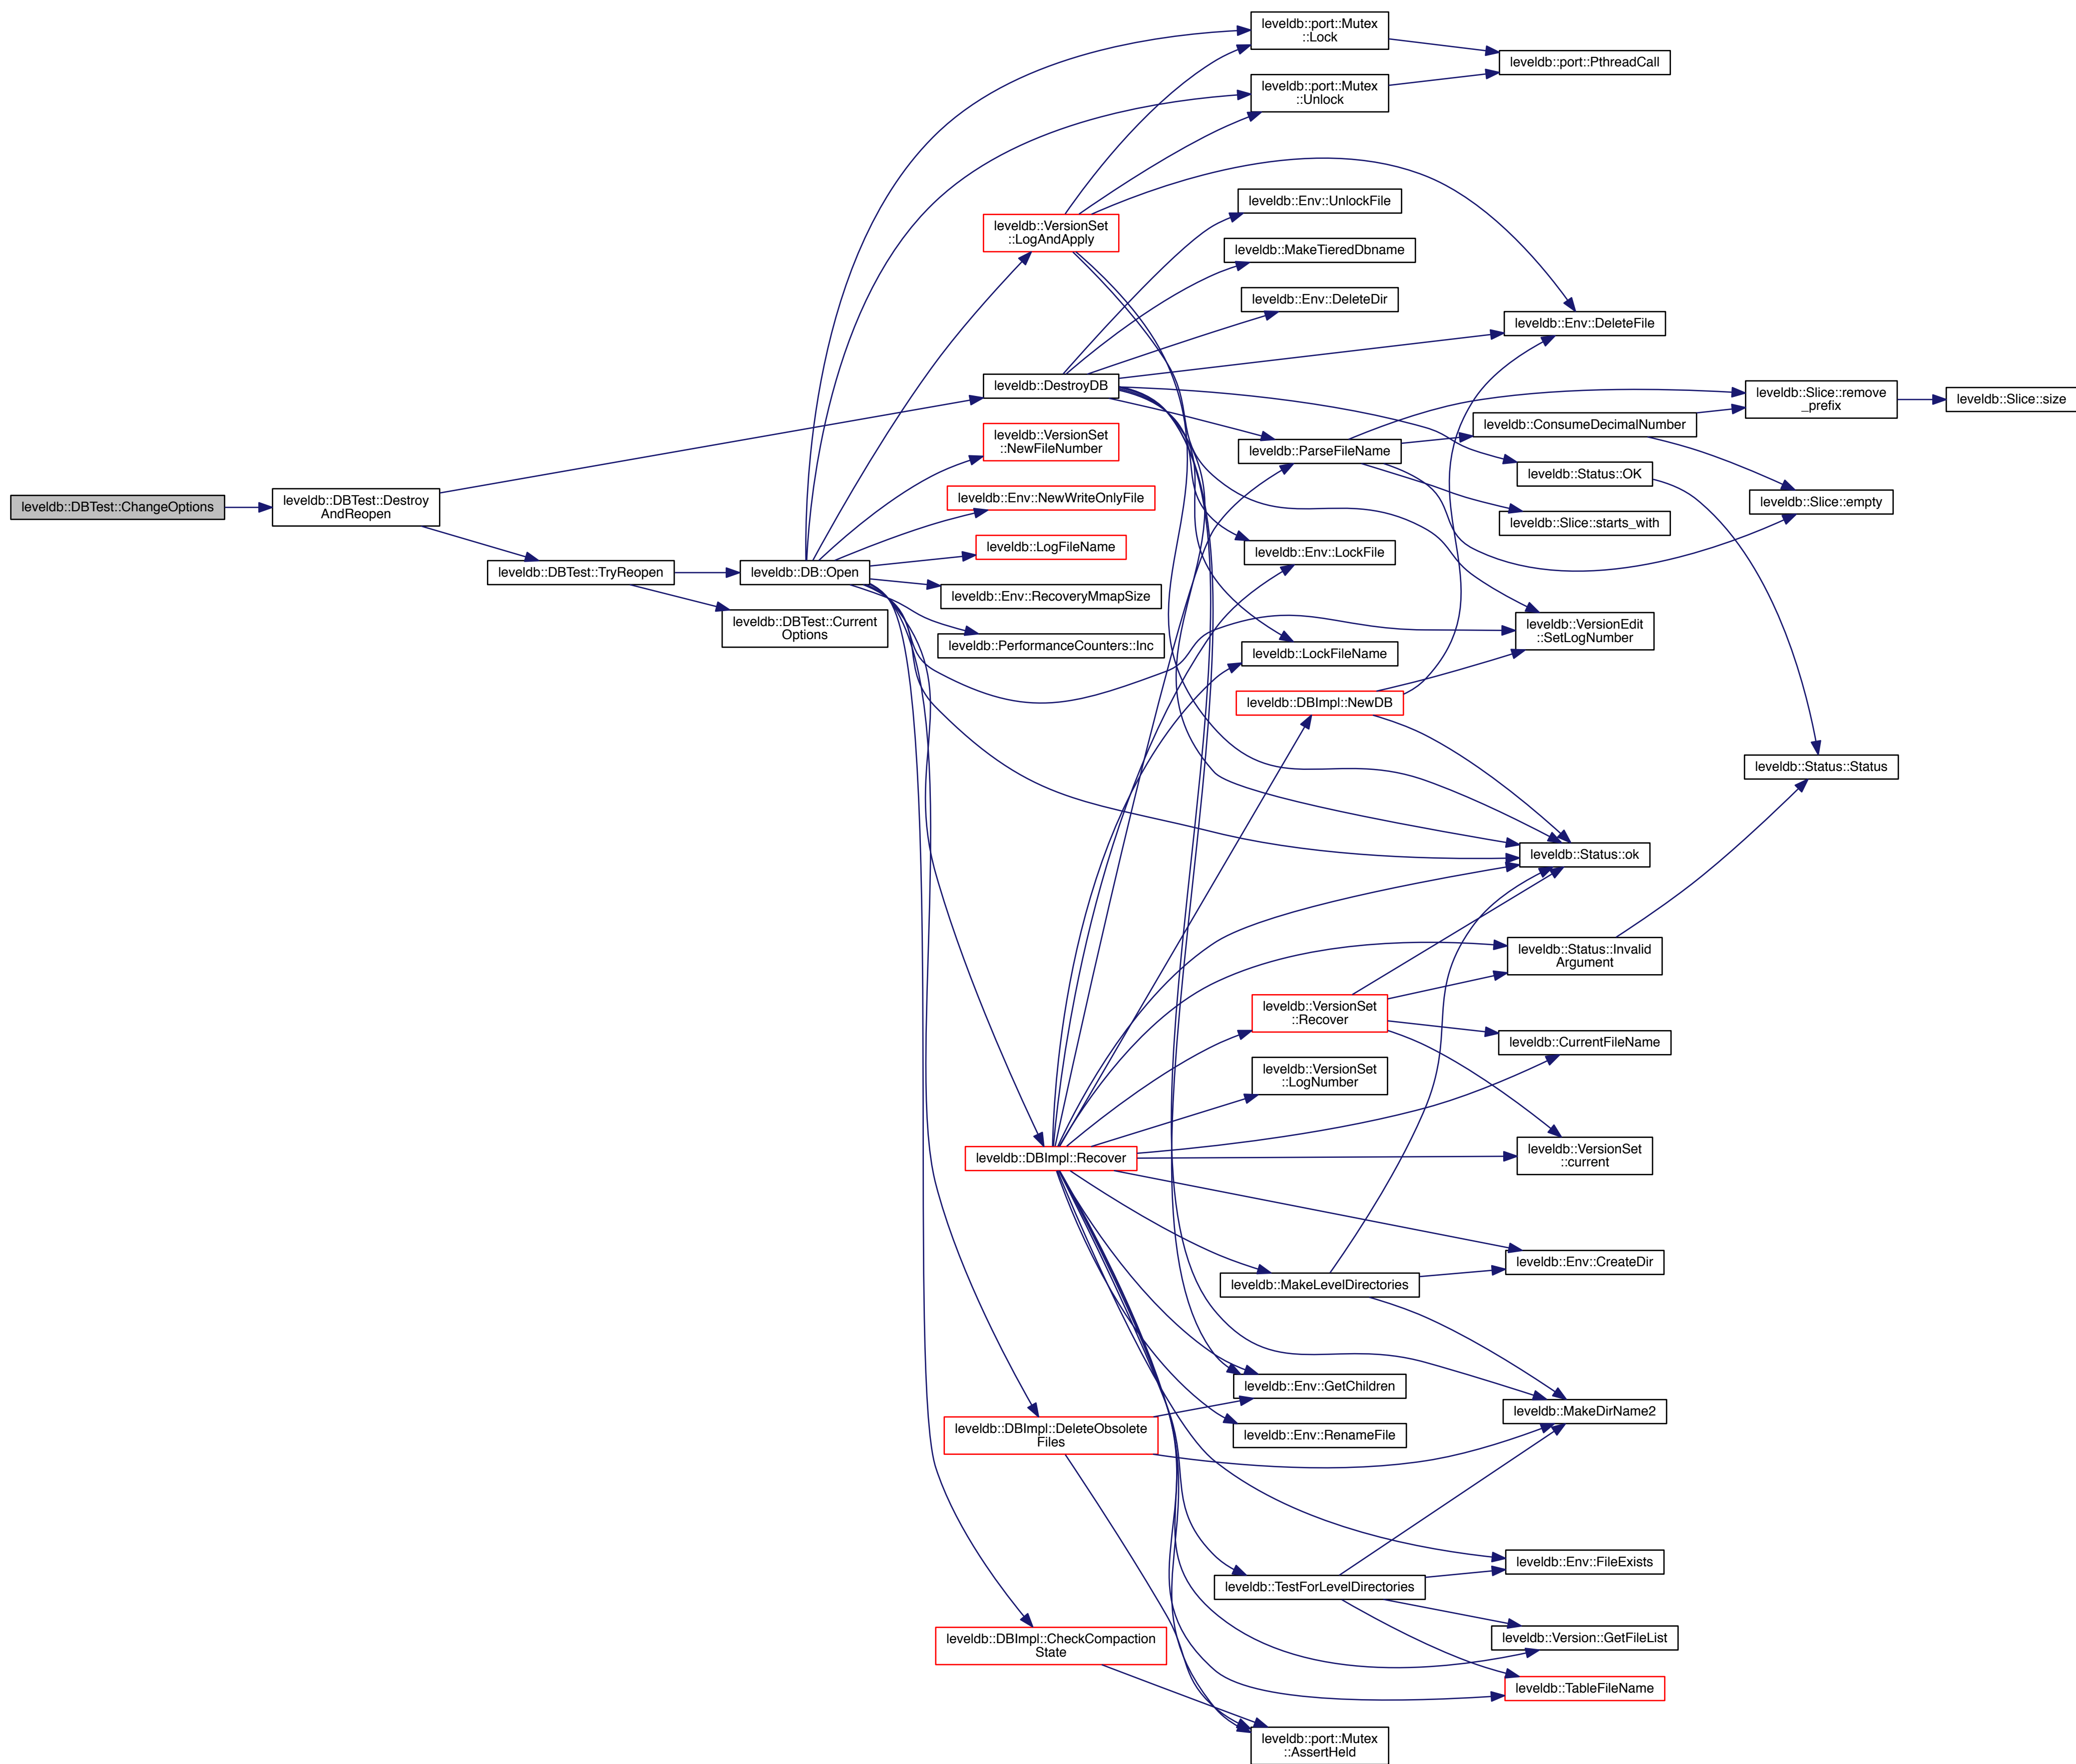 leveldb::port::Mutex
::Lock
leveldb::port::PthreadCall
leveldb::port::Mutex
::Unlock
leveldb::Env::UnlockFile
leveldb::VersionSet
::LogAndApply
leveldb::MakeTieredDbname
leveldb::Env::DeleteDir
leveldb::Env::DeleteFile
leveldb::DestroyDB
leveldb::Slice::remove
_prefix
leveldb::Slice::size
leveldb::ConsumeDecimalNumber
leveldb::VersionSet
::NewFileNumber
leveldb::ParseFileName
leveldb::Status::OK
leveldb::Env::NewWriteOnlyFile
leveldb::Slice::empty
leveldb::DBTest::ChangeOptions
leveldb::DBTest::Destroy
AndReopen
leveldb::Slice::starts_with
leveldb::LogFileName
leveldb::Env::LockFile
leveldb::DBTest::TryReopen
leveldb::DB::Open
leveldb::Env::RecoveryMmapSize
leveldb::DBTest::Current
Options
leveldb::VersionEdit
::SetLogNumber
leveldb::PerformanceCounters::Inc
leveldb::LockFileName
leveldb::DBImpl::NewDB
leveldb::Status::Status
leveldb::Status::ok
leveldb::Status::Invalid
Argument
leveldb::VersionSet
::Recover
leveldb::CurrentFileName
leveldb::VersionSet
::LogNumber
leveldb::DBImpl::Recover
leveldb::VersionSet
::current
leveldb::Env::CreateDir
leveldb::MakeLevelDirectories
leveldb::Env::GetChildren
leveldb::MakeDirName2
leveldb::DBImpl::DeleteObsolete
Files
leveldb::Env::RenameFile
leveldb::Env::FileExists
leveldb::TestForLevelDirectories
leveldb::Version::GetFileList
leveldb::DBImpl::CheckCompaction
State
leveldb::TableFileName
leveldb::port::Mutex
::AssertHeld